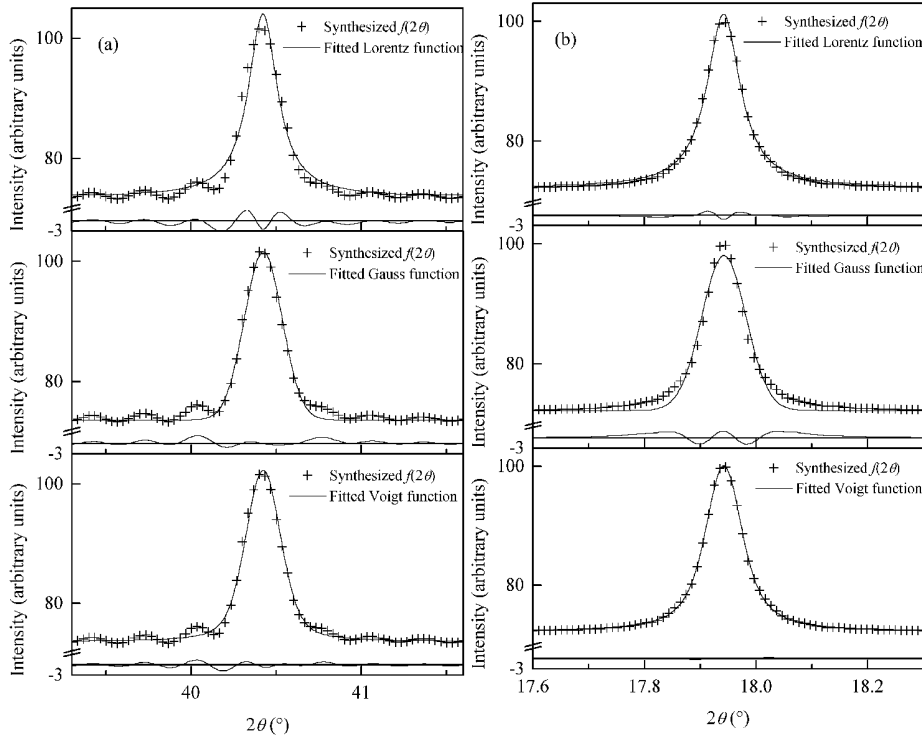 (a)
Synthesized f(2θ)
Fitted Lorentz function
100
80
-3
Intensity (arbitrary units)
Synthesized f(2θ)
Fitted Gauss function
100
80
-3
Intensity (arbitrary units)
Synthesized f(2θ)
Fitted Voigt function
100
80
-3
Intensity (arbitrary units)
40 41
2θ (°)
(b)
Synthesized f(2θ)
Fitted Lorentz function
100
80
-3
Intensity (arbitrary units)
Synthesized f(2θ)
Fitted Gauss function
100
80
-3
Intensity (arbitrary units)
Synthesized f(2θ)
Fitted Voigt function
100
80
-3
Intensity (arbitrary units)
17.6 17.8 18.0 18.2
2θ (°)